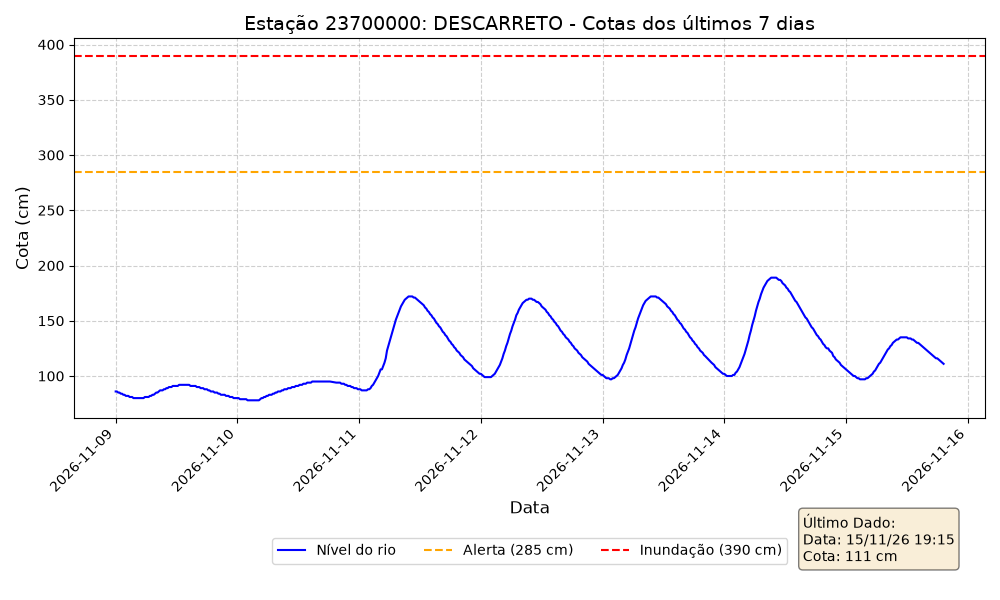 Estação 23700000: DESCARRETO - Cotas dos últimos 7 dias
Cota (cm)
400
350
300
250
200
150
100
2026-11-09
2026-11-10
2026-11-11
2026-11-12
2026-11-13
2026-11-14
2026-11-15
2026-11-16
Data
Nível do rio
Alerta (285 cm)
Inundação (390 cm)
Último Dado:
Data: 15/11/26 19:15
Cota: 111 cm